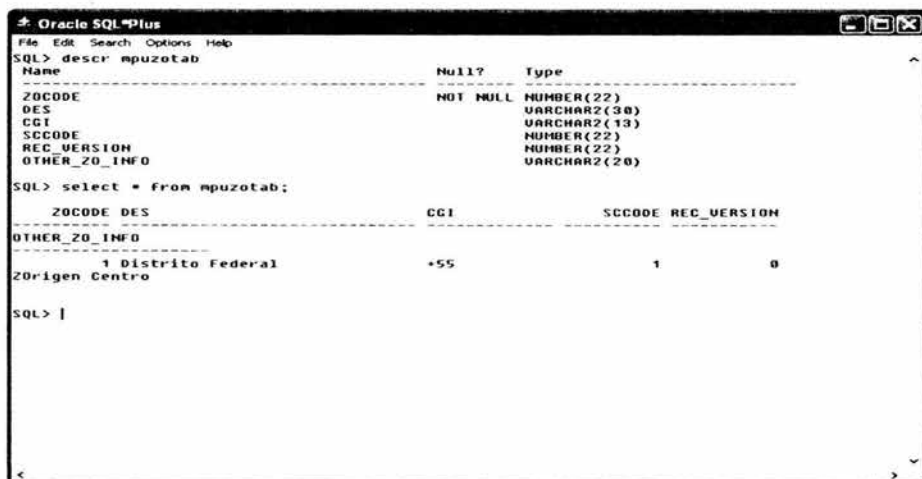 Oracle SQL*Plus
File Edit Search Options Help
SQL> descr mpuzotab
Name Null? Type
ZOCODE NOT NULL NUMBER(22)
DES VARCHAR2(30)
CGI VARCHAR2(13)
SCCODE NUMBER(22)
REC_VERSION NUMBER(22)
OTHER_ZO_INFO VARCHAR2(20)
SQL> select * from mpuzotab;
ZOCODE DES CGI SCCODE REC_VERSION
OTHER_ZO_INFO
1 Distrito Federal +55 1 0
ZOrigen Centro
SQL>